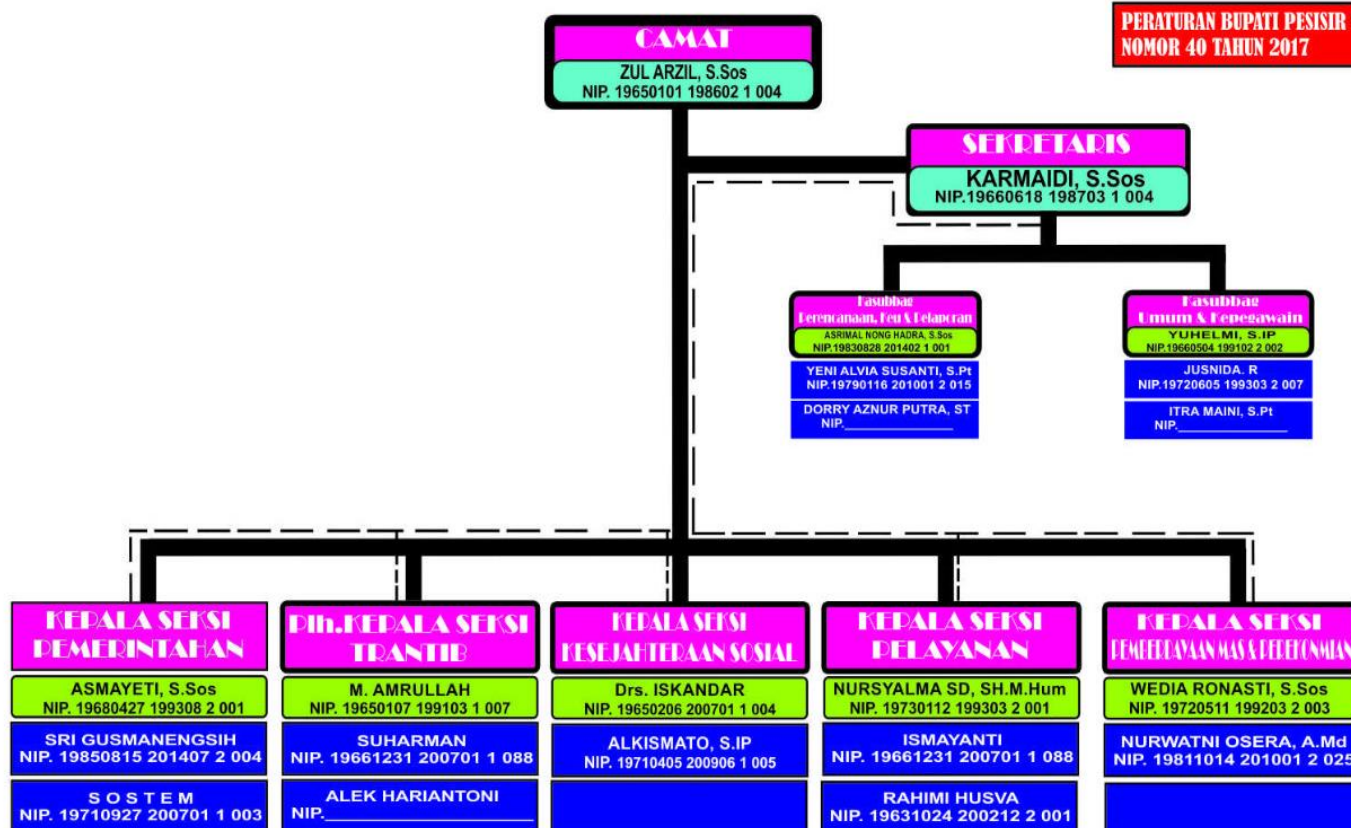 PERATURAN BUPATI PESISIR
NOMOR 40 TAHUN 2017
CAMAT
ZUL ARZIL, S.Sos
NIP. 19650101 198602 1 004
SEKRETARIS
KARMAIDI, S.Sos
NIP.19660618 198703 1 004
Kasubbag
Perencanaan, Keu & Pelaporan
ASRIMAL NONG HADRA, S.Sos
NIP.19830828 201402 1 001
YENI ALVIA SUSANTI, S.Pt
NIP.19790116 201001 2 015
DORRY AZNUR PUTRA, ST
NIP.________________
Kasubbag
Umum & Kepegawain
YUHELMI, S.IP
NIP.19660504 199102 2 002
JUSNIDA. R
NIP.19720605 199303 2 007
ITRA MAINI, S.Pt
NIP.________________
KEPALA SEKSI
PEMERINTAHAN
ASMAYETI, S.Sos
NIP. 19680427 199308 2 001
SRI GUSMANENGSIH
NIP. 19850815 201407 2 004
S O S T E M
NIP. 19710927 200701 1 003
Plh.KEPALA SEKSI
TRANTIB
M. AMRULLAH
NIP. 19650107 199103 1 007
SUHARMAN
NIP. 19661231 200701 1 088
ALEK HARIANTONI
NIP.________________
KEPALA SEKSI
KESEJAHTERAAN SOSIAL
Drs. ISKANDAR
NIP. 19650206 200701 1 004
ALKISMATO, S.IP
NIP. 19710405 200906 1 005
KEPALA SEKSI
PELAYANAN
NURSYALMA SD, SH.M.Hum
NIP. 19730112 199303 2 001
ISMAYANTI
NIP. 19661231 200701 1 088
RAHIMI HUSVA
NIP. 19631024 200212 2 001
KEPALA SEKSI
PEMBERDAYAAN MAS & PEREKONMIAN
WEDIA RONASTI, S.Sos
NIP. 19720511 199203 2 003
NURWATNI OSERA, A.Md
NIP. 19811014 201001 2 025